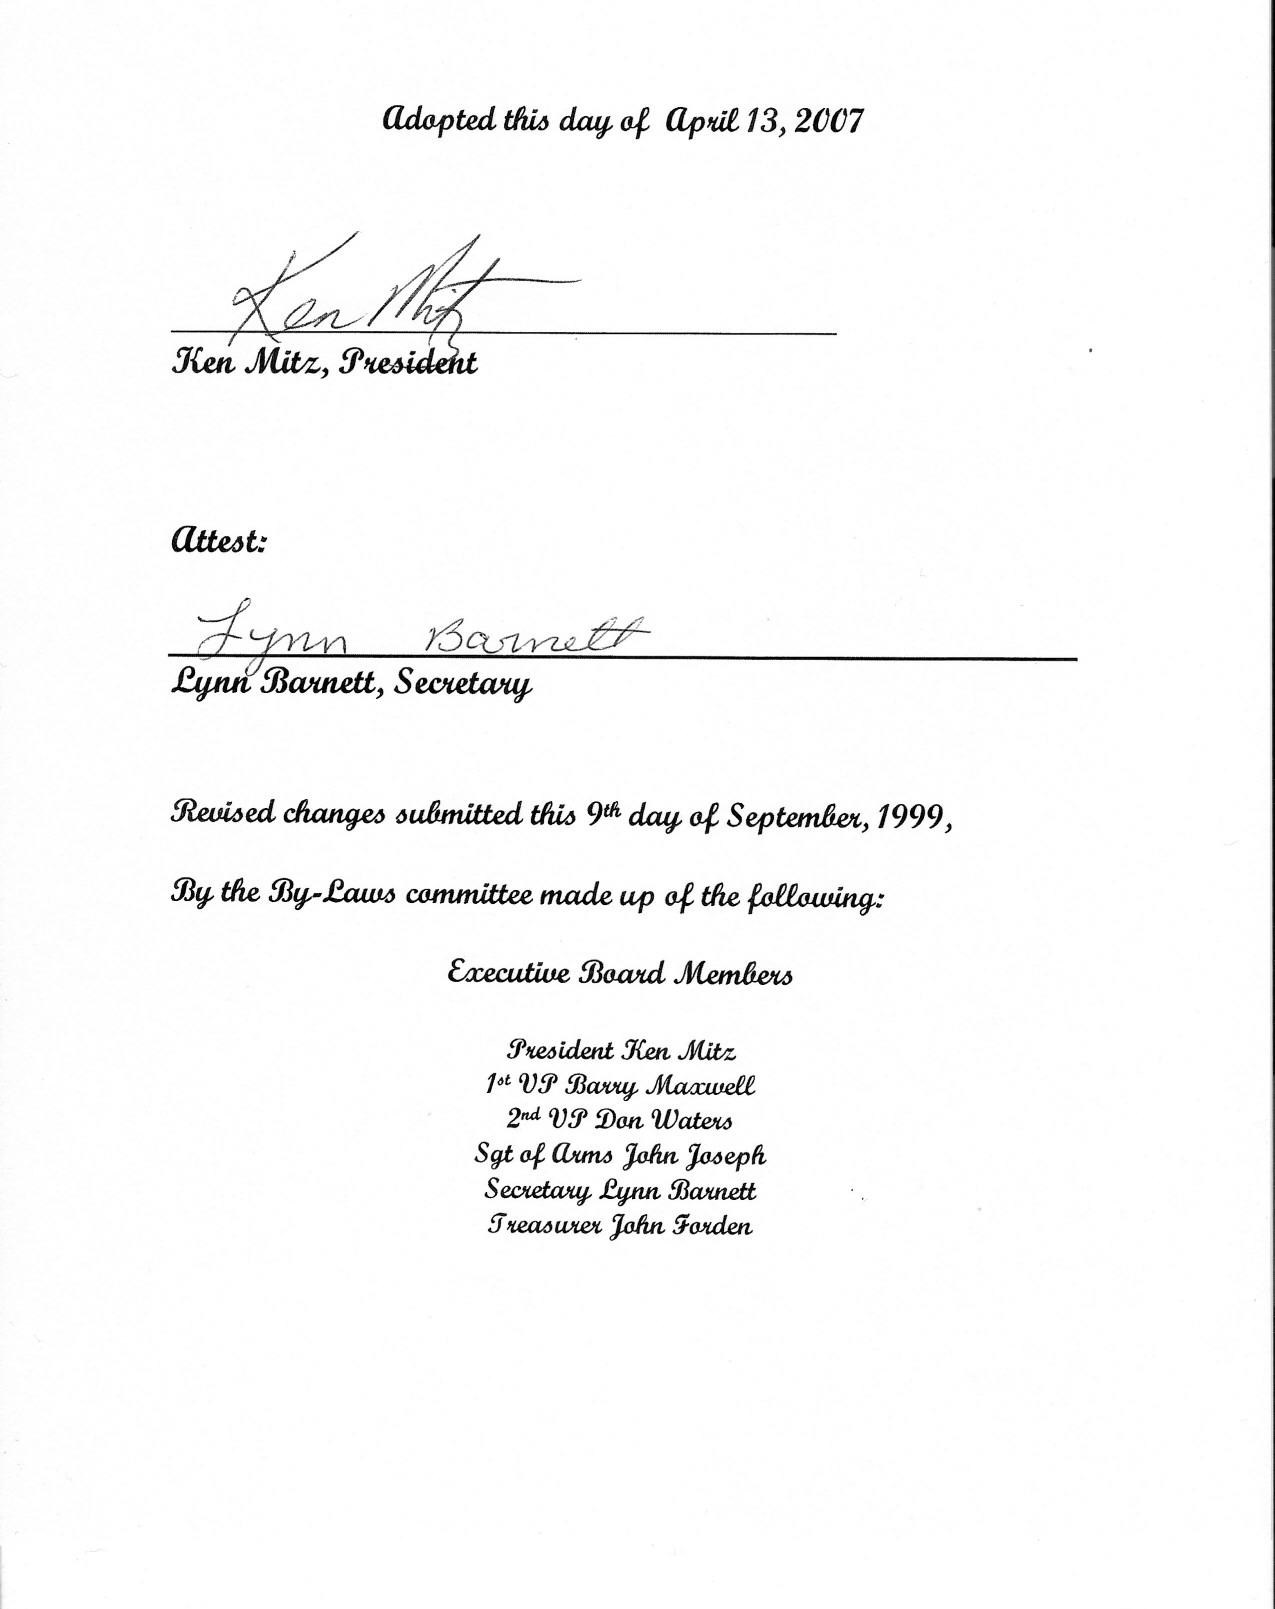 Adopted this day of April 13, 2007
Ken Mitz
Ken Mitz, President
Attest:
Lynn Barnett
Lynn Barnett, Secretary
Revised changes submitted this 9th day of September, 1999,
By the By-Laws committee made up of the following:
Executive Board Members
President Ken Mitz
1st VP Barry Maxwell
2nd VP Don Waters
Sgt of Arms John Joseph
Secretary Lynn Barnett
Treasurer John Forden